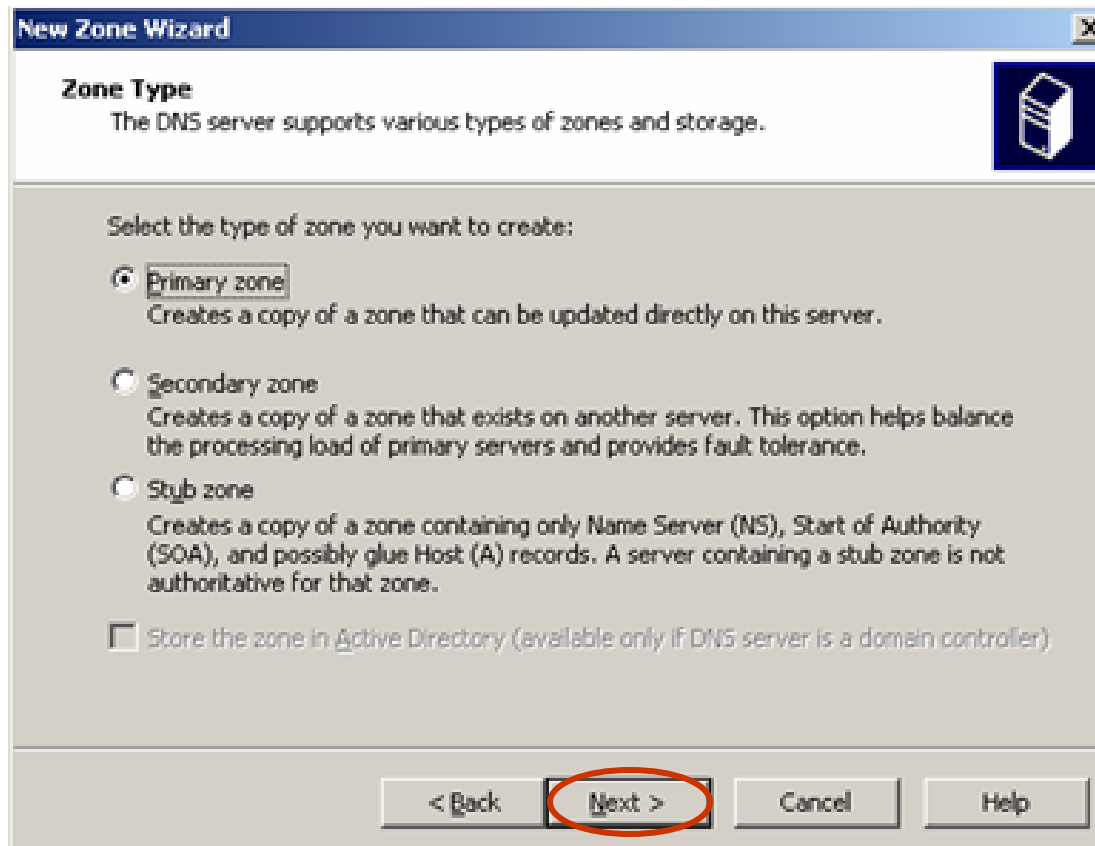 New Zone Wizard
Zone Type
The DNS server supports various types of zones and storage.
Select the type of zone you want to create:
Primary zone
Creates a copy of a zone that can be updated directly on this server.
Secondary zone
Creates a copy of a zone that exists on another server. This option helps balance
the processing load of primary servers and provides fault tolerance.
Stub zone
Creates a copy of a zone containing only Name Server (NS), Start of Authority
(SOA), and possibly glue Host (A) records. A server containing a stub zone is not
authoritative for that zone.
Store the zone in Active Directory (available only if DNS server is a domain controller)
< Back Next > Cancel Help